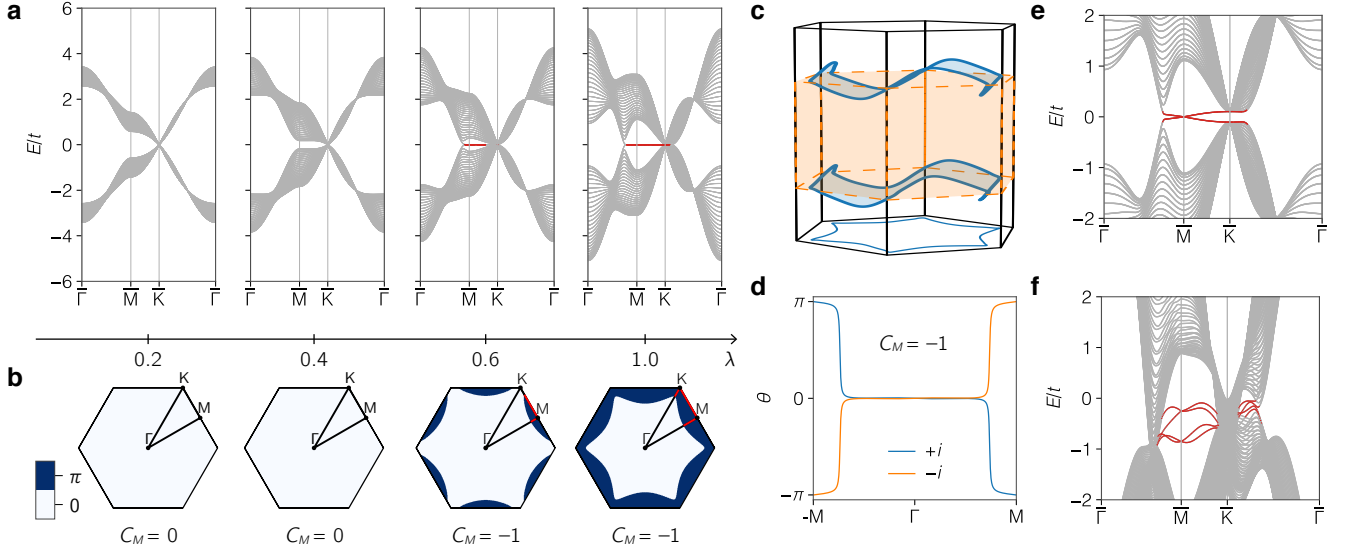 a
6
4
2
0
−2
−4
−6
E/t
Γ̅ M̅ K̅ Γ̅
Γ̅ M̅ K̅ Γ̅
Γ̅ M̅ K̅ Γ̅
Γ̅ M̅ K̅ Γ̅
0.2 0.4 0.6 1.0 λ
b
K
M
Γ
K
M
Γ
K
M
Γ
K
M
Γ
π
0
C_M = 0
C_M = 0
C_M = −1
C_M = −1
c
d
π
0
−π
θ
C_M = −1
+i
−i
-M Γ M
e
2
1
0
−1
−2
E/t
Γ̅ M̅ K̅ Γ̅
f
2
1
0
−1
−2
E/t
Γ̅ M̅ K̅ Γ̅